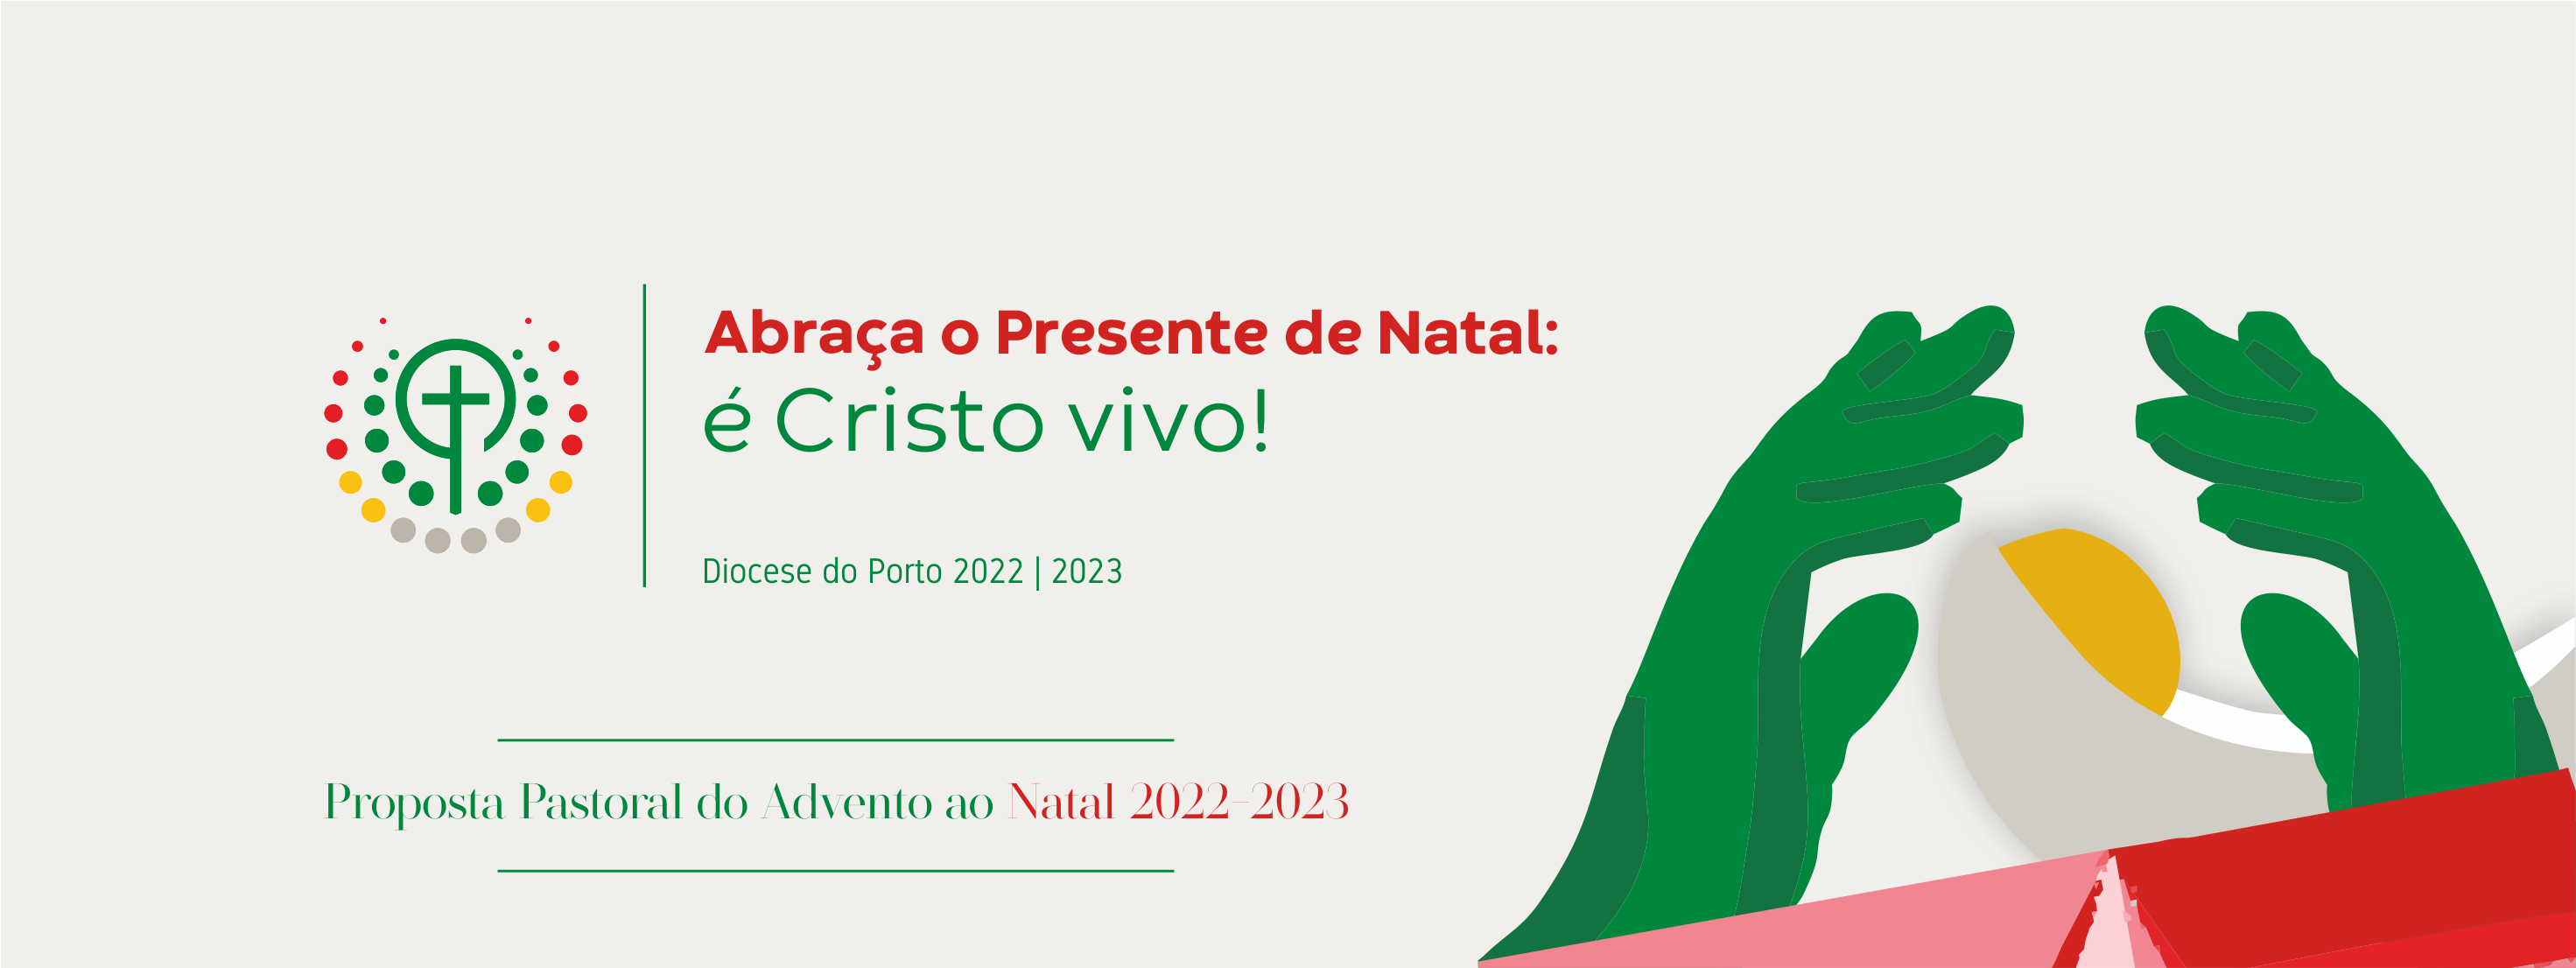 Abraça o Presente de Natal:
é Cristo vivo!
Diocese do Porto 2022 | 2023
Proposta Pastoral do Advento ao Natal 2022-2023